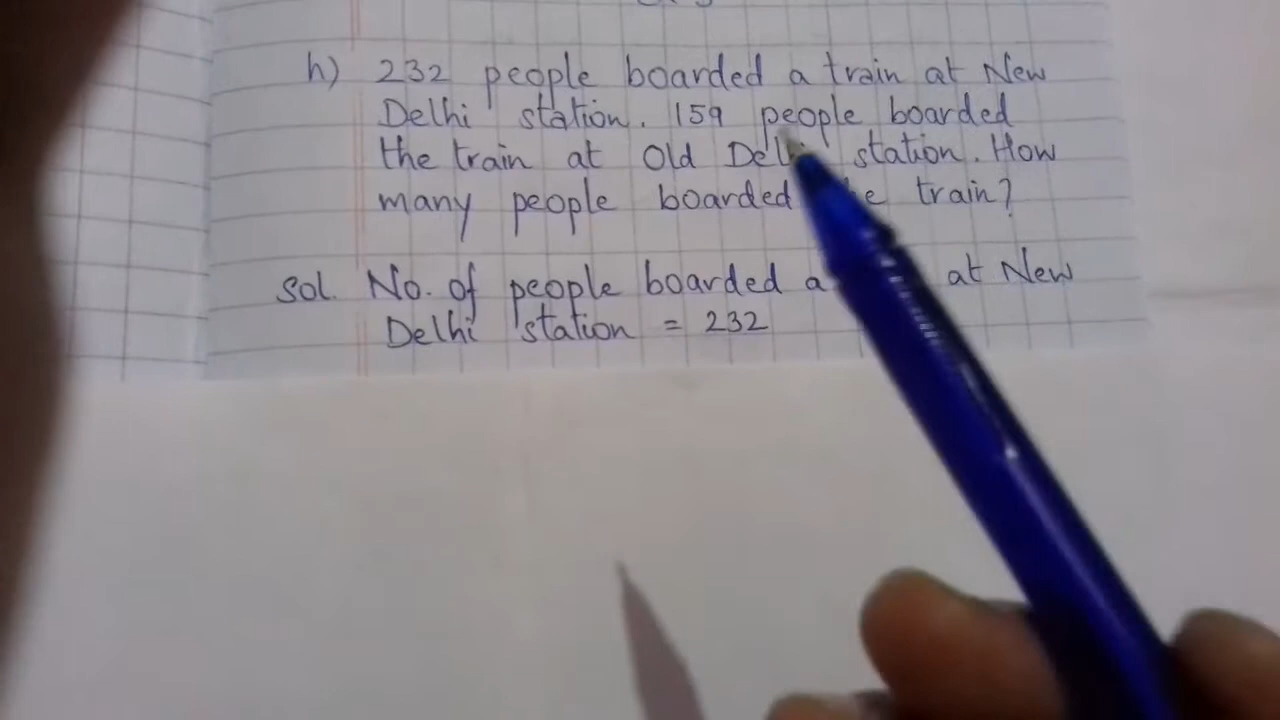 h) 232 people boarded a train at New
Delhi station. 159 people boarded
the train at Old Delhi station. How
many people boarded train?
Sol. No. of people boarded a at New
Delhi station = 232